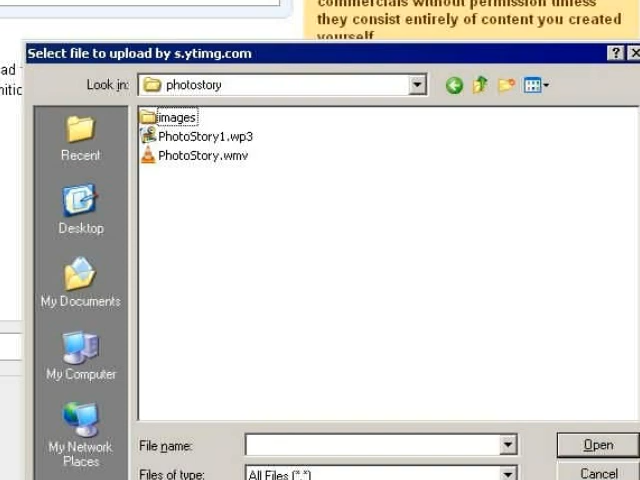 commercials without permission unless
they consist entirely of content you created
yourself
Select file to upload by s.ytimg.com
ad
Look in:
photostory
images
PhotoStory1.wp3
PhotoStory.wmv
Recent
Desktop
My Documents
My Computer
My Network
Places
File name:
Open
Files of type:
All Files (*.*)
Cancel